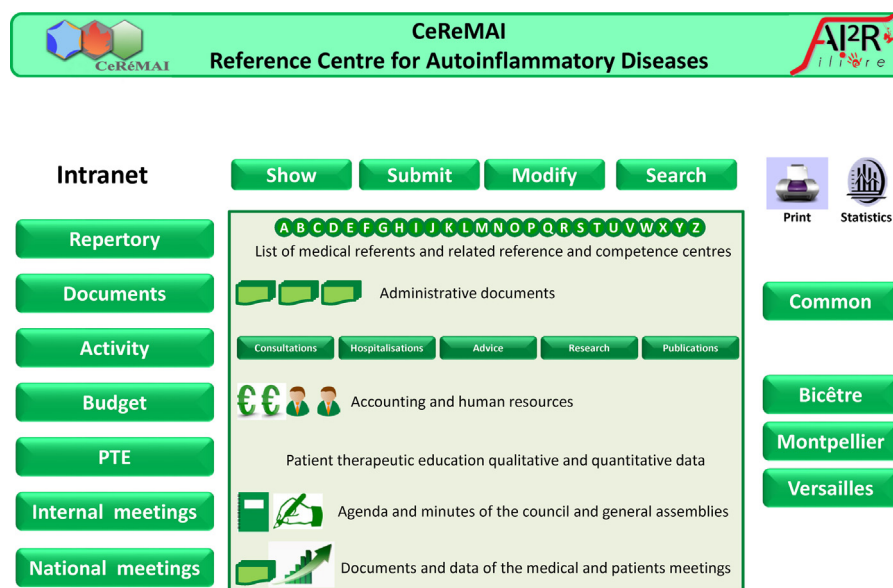 CeReMAI
Reference Centre for Autoinflammatory Diseases
CeRéMAI
AI²R
filière
Intranet
Show
Submit
Modify
Search
Print
Statistics
Repertory
A B C D E F G H I J K L M N O P Q R S T U V W X Y Z
List of medical referents and related reference and competence centres
Documents
Administrative documents
Common
Activity
Consultations
Hospitalisations
Advice
Research
Publications
Budget
€ €
Accounting and human resources
Bicêtre
PTE
Patient therapeutic education qualitative and quantitative data
Montpellier
Versailles
Internal meetings
Agenda and minutes of the council and general assemblies
National meetings
Documents and data of the medical and patients meetings